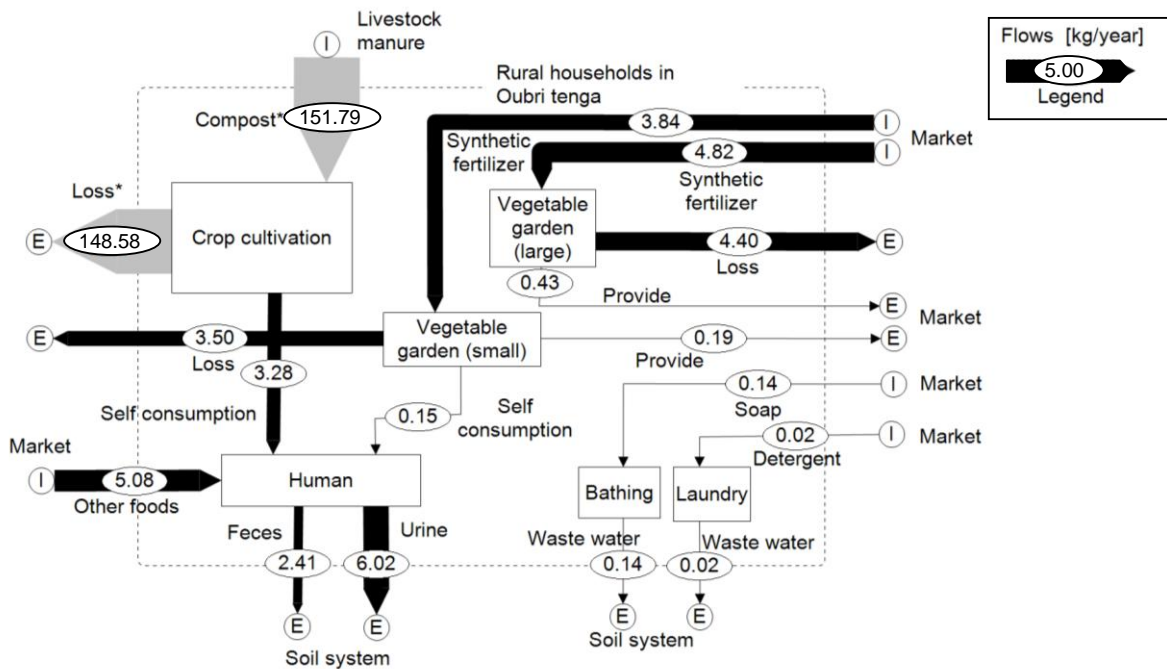 Livestock
manure
I
Flows [kg/year]
5.00
Legend
Rural households in
Oubri tenga
Compost*
151.79
3.84
I
Synthetic
fertilizer
Market
4.82
I
Synthetic
fertilizer
Loss*
148.58
E
Crop cultivation
Vegetable
garden
(large)
4.40
Loss
E
0.43
Provide
E
Market
E
3.50
Loss
Vegetable
garden (small)
0.19
Provide
E
3.28
Self consumption
0.15
Self
consumption
0.14
Soap
I
Market
0.02
Detergent
I
Market
Market
I
5.08
Other foods
Human
Bathing
Laundry
Feces
Urine
Waste water
Waste water
2.41
6.02
0.14
0.02
E
E
E
E
Soil system
Soil system